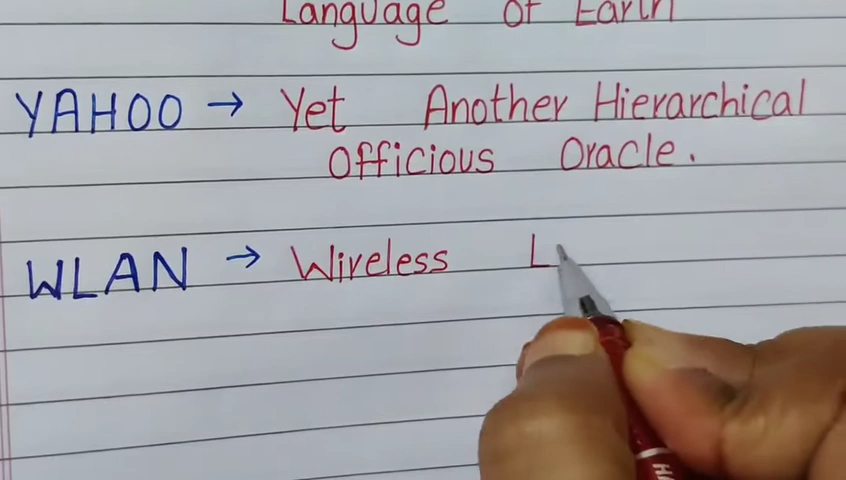 Language of Earth
YAHOO → Yet Another Hierarchical
Officious Oracle.
WLAN → Wireless L